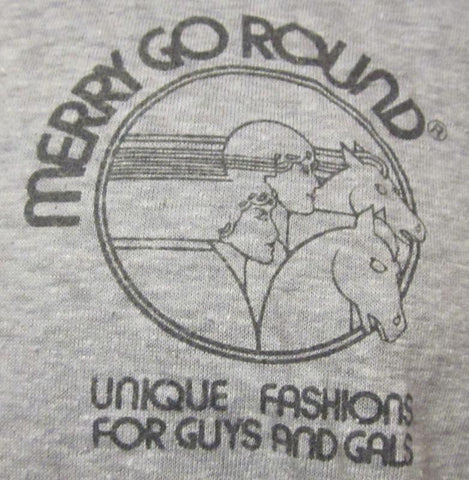 MERRY GO ROUND®
UNIQUE FASHIONS
FOR GUYS AND GALS